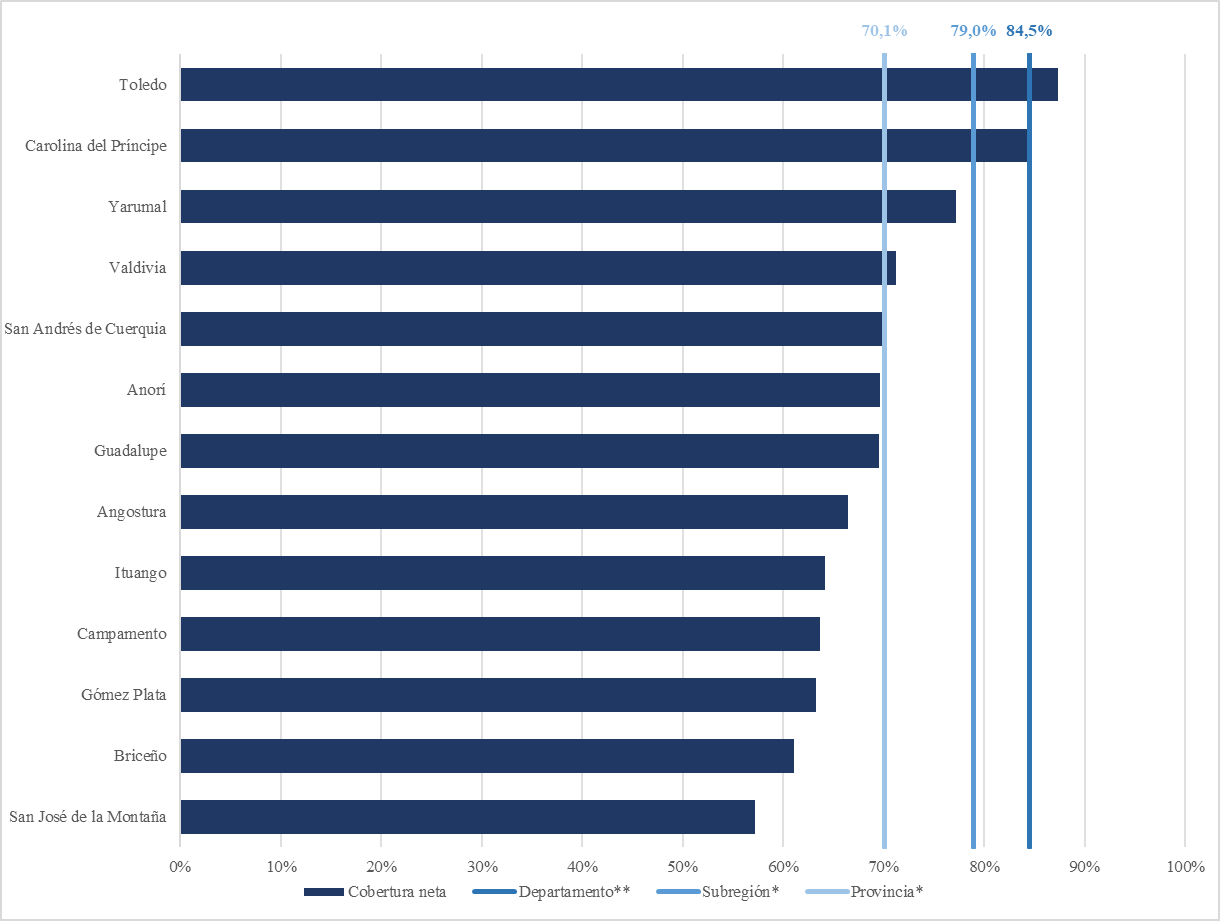 70,1% 79,0% 84,5%
Toledo
Carolina del Príncipe
Yarumal
Valdivia
San Andrés de Cuerquia
Anorí
Guadalupe
Angostura
Ituango
Campamento
Gómez Plata
Briceño
San José de la Montaña
0% 10% 20% 30% 40% 50% 60% 70% 80% 90% 100%
Cobertura neta Departamento** Subregión* Provincia*